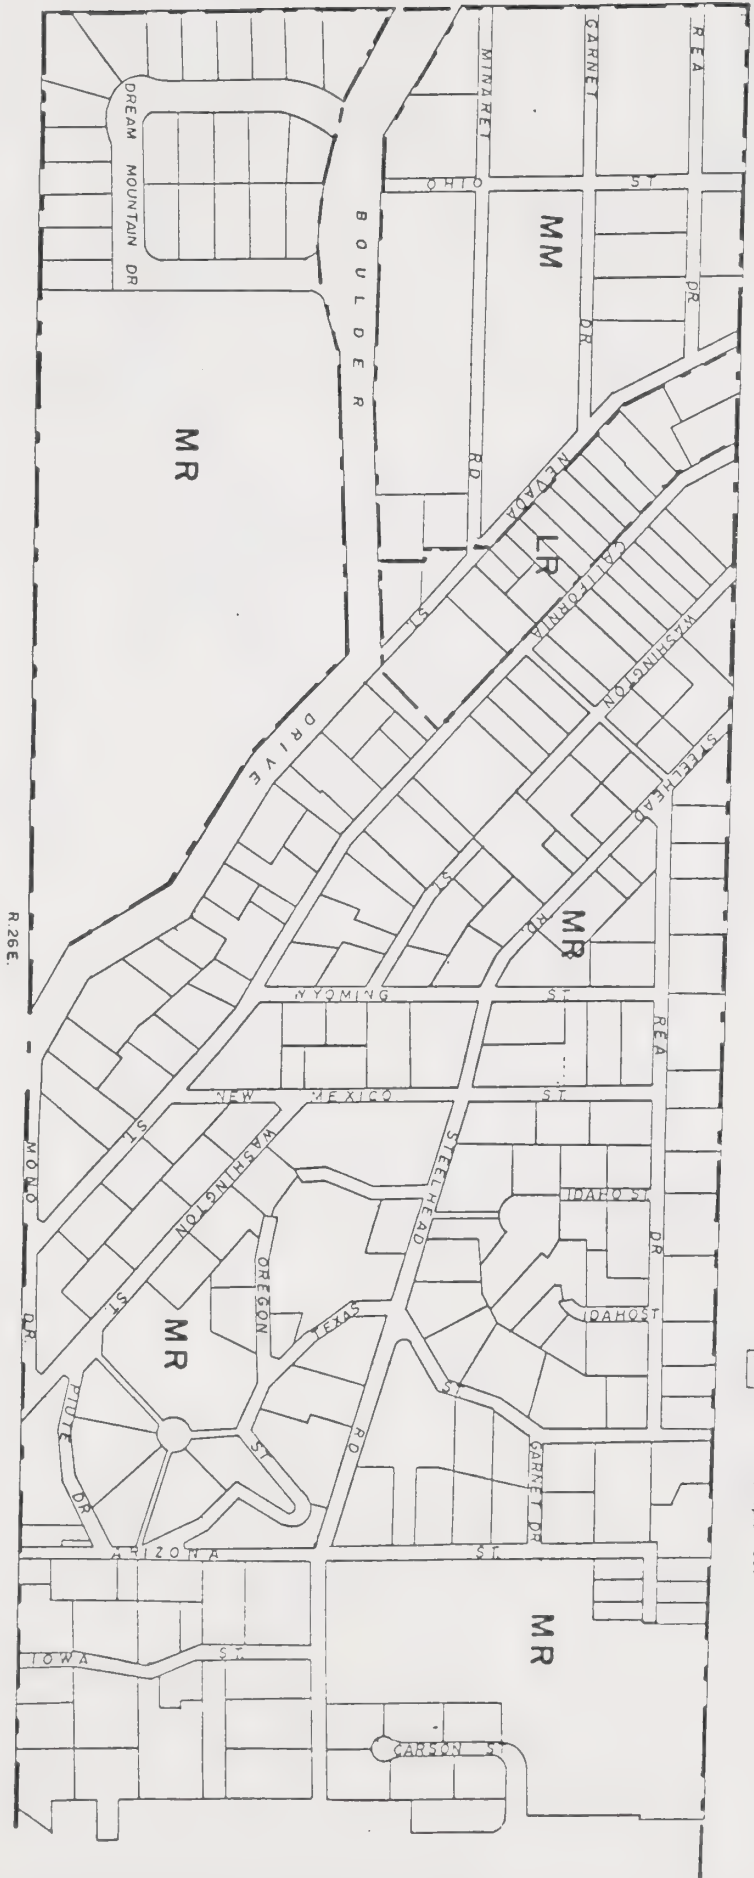 MINARET
GARNET
REA
DREAM MOUNTAIN DR
OHIO ST
MM
BOULDER
DR
DR
MR
RD
NEVADA
LR
CALIFORNIA
ST.
WASHINGTON
DRIVE
STEELHEAD
ST.
RD.
MR
R.26E.
WYOMING ST.
REA
NEW MEXICO ST.
MONO
ST.
WASHINGTON
STEELHEAD
IDAHO ST.
DR
OREGON
TEXAS
IDAHO ST
DR.
ST.
MR
PIUTE
ST
RD
ST
GARNET DR
DR
ARIZONA ST.
MR
IOWA ST.
CARSON ST